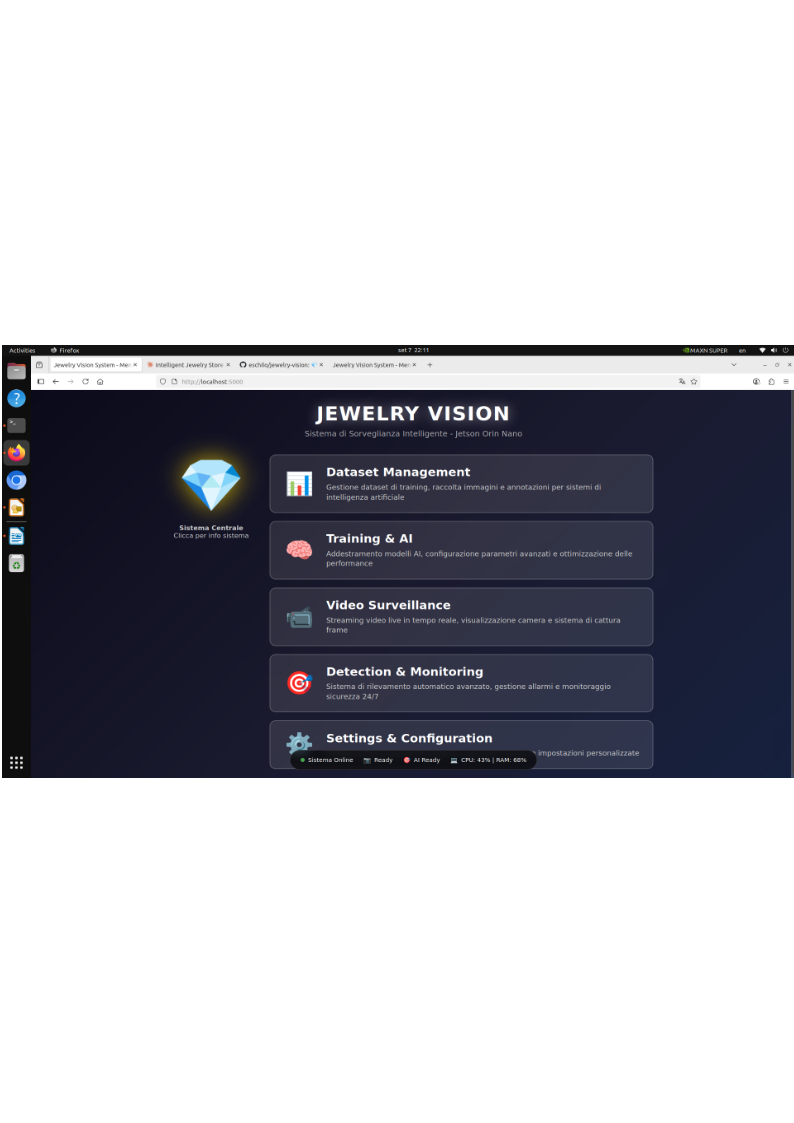 Activities Firefox set 7 22:11 MAXN SUPER en
Jewelry Vision System - Me Intelligent Jewelry Store eschilo/jewelry-vision: Jewelry Vision System - Me
http://localhost:5000
JEWELRY VISION
Sistema di Sorveglianza Intelligente - Jetson Orin Nano
Sistema Centrale
Clicca per info sistema
Dataset Management
Gestione dataset di training, raccolta immagini e annotazioni per sistemi di
intelligenza artificiale
Training & AI
Addestramento modelli AI, configurazione parametri avanzati e ottimizzazione delle
performance
Video Surveillance
Streaming video live in tempo reale, visualizzazione camera e sistema di cattura
frame
Detection & Monitoring
Sistema di rilevamento automatico avanzato, gestione allarmi e monitoraggio
sicurezza 24/7
Settings & Configuration
impostazioni personalizzate
Sistema Online Ready AI Ready CPU: 43% | RAM: 68%